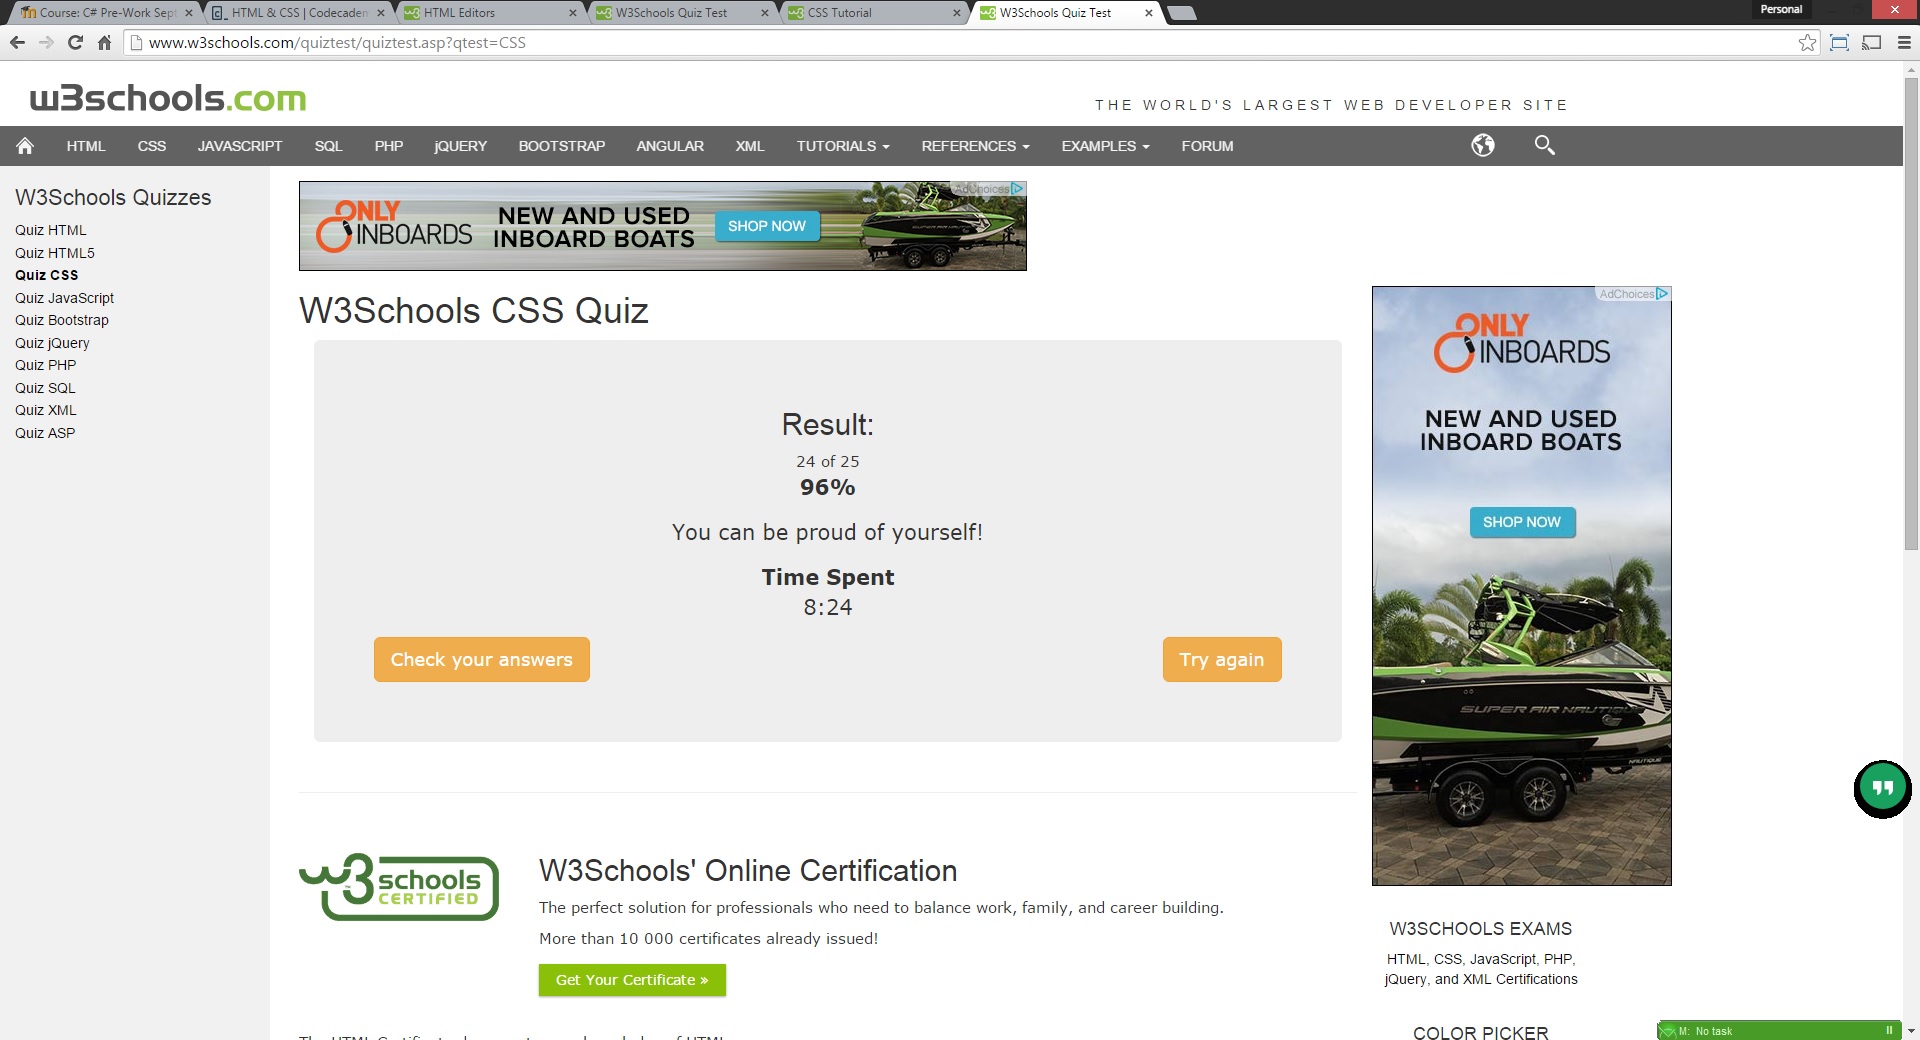 Course: C# Pre-Work Sept
HTML & CSS | Codecadem
HTML Editors
W3Schools Quiz Test
CSS Tutorial
W3Schools Quiz Test
Personal
www.w3schools.com/quiztest/quiztest.asp?qtest=CSS
w3schools.com
THE WORLD'S LARGEST WEB DEVELOPER SITE
HTML CSS JAVASCRIPT SQL PHP jQUERY BOOTSTRAP ANGULAR XML TUTORIALS REFERENCES EXAMPLES FORUM
W3Schools Quizzes
Quiz HTML
Quiz HTML5
Quiz CSS
Quiz JavaScript
Quiz Bootstrap
Quiz jQuery
Quiz PHP
Quiz SQL
Quiz XML
Quiz ASP
AdChoices
ONLY
INBOARDS
NEW AND USED
INBOARD BOATS
SHOP NOW
SUPER AIR NAUTIQUE
W3Schools CSS Quiz
Result:
24 of 25
96%
You can be proud of yourself!
Time Spent
8:24
Check your answers
Try again
AdChoices
ONLY
INBOARDS
NEW AND USED
INBOARD BOATS
SHOP NOW
SUPER AIR NAUTIQUE
NAUTIQUE
w3schools
CERTIFIED
W3Schools' Online Certification
The perfect solution for professionals who need to balance work, family, and career building.
More than 10 000 certificates already issued!
Get Your Certificate »
W3SCHOOLS EXAMS
HTML, CSS, JavaScript, PHP,
jQuery, and XML Certifications
COLOR PICKER
M: No task